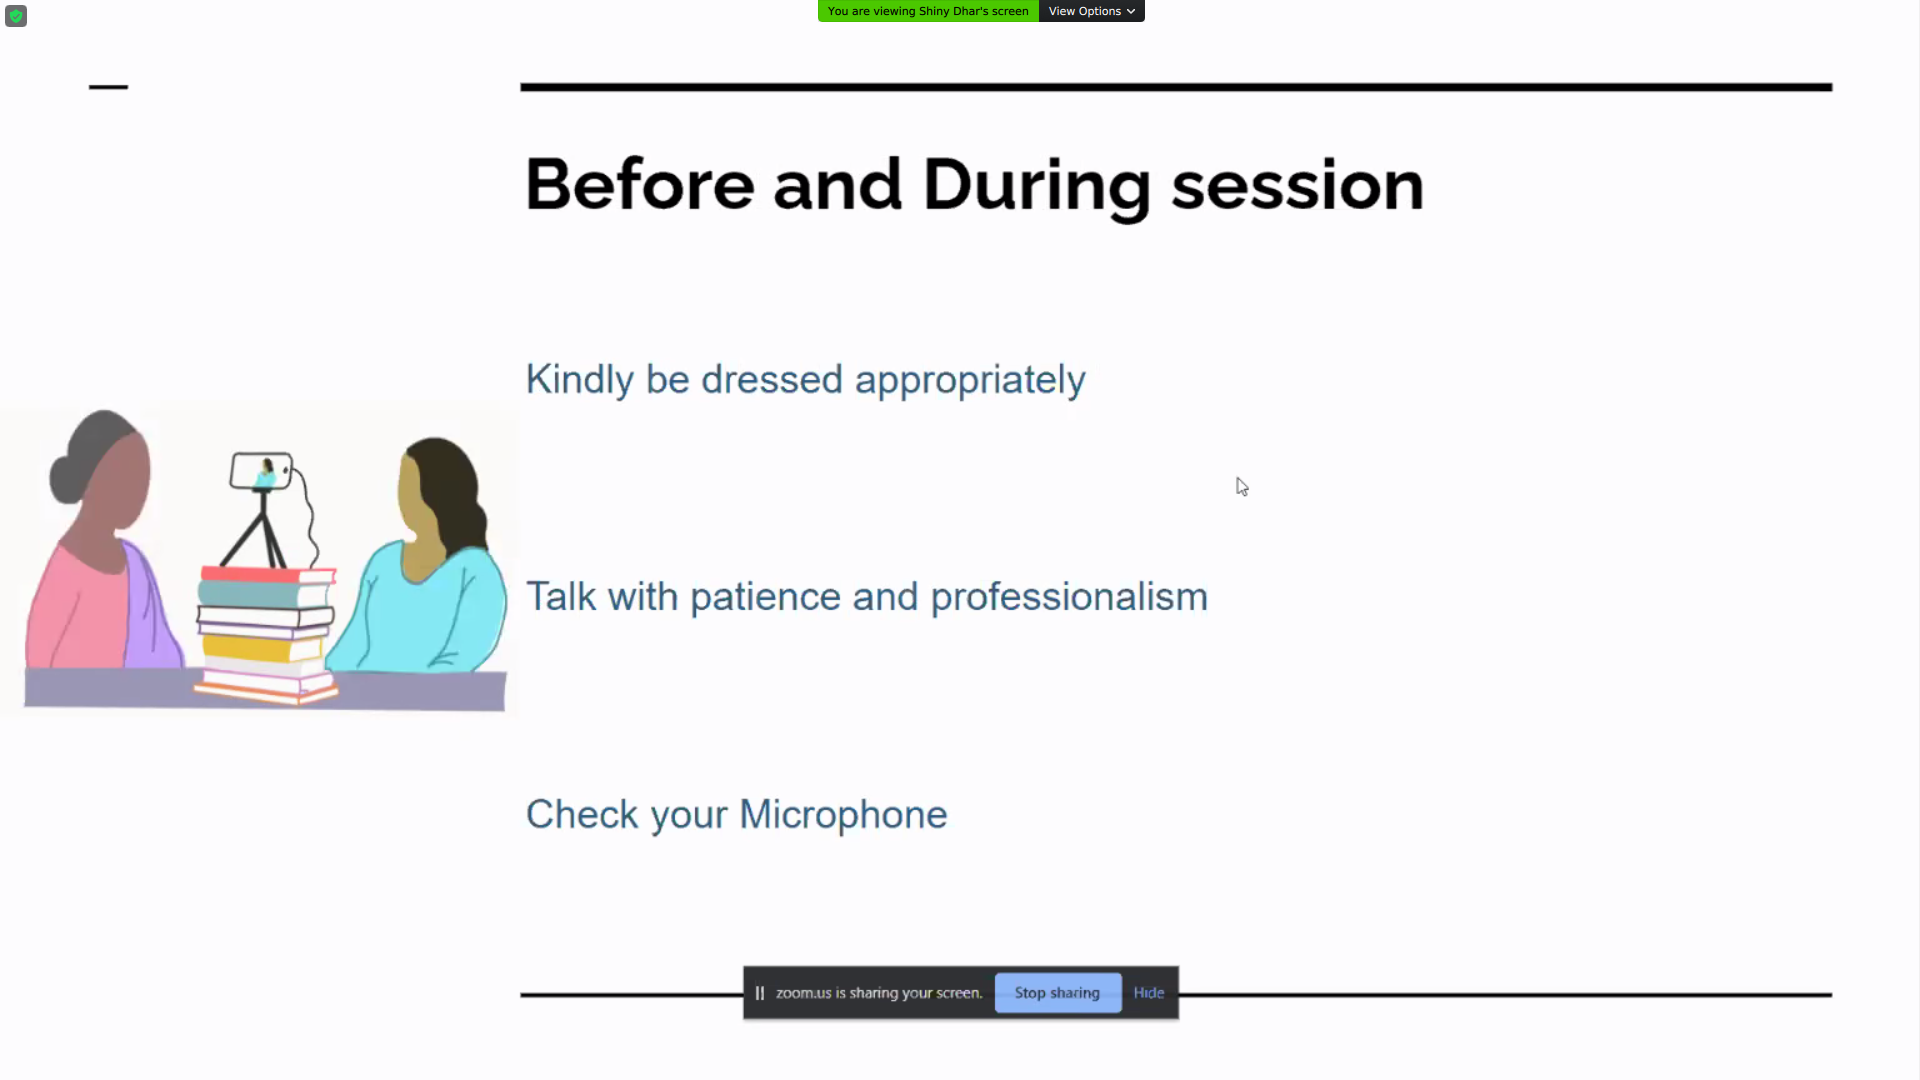 You are viewing Shiny Dhar's screen View Options
Before and During session
Kindly be dressed appropriately
Talk with patience and professionalism
Check your Microphone
zoom.us is sharing your screen. Stop sharing Hide